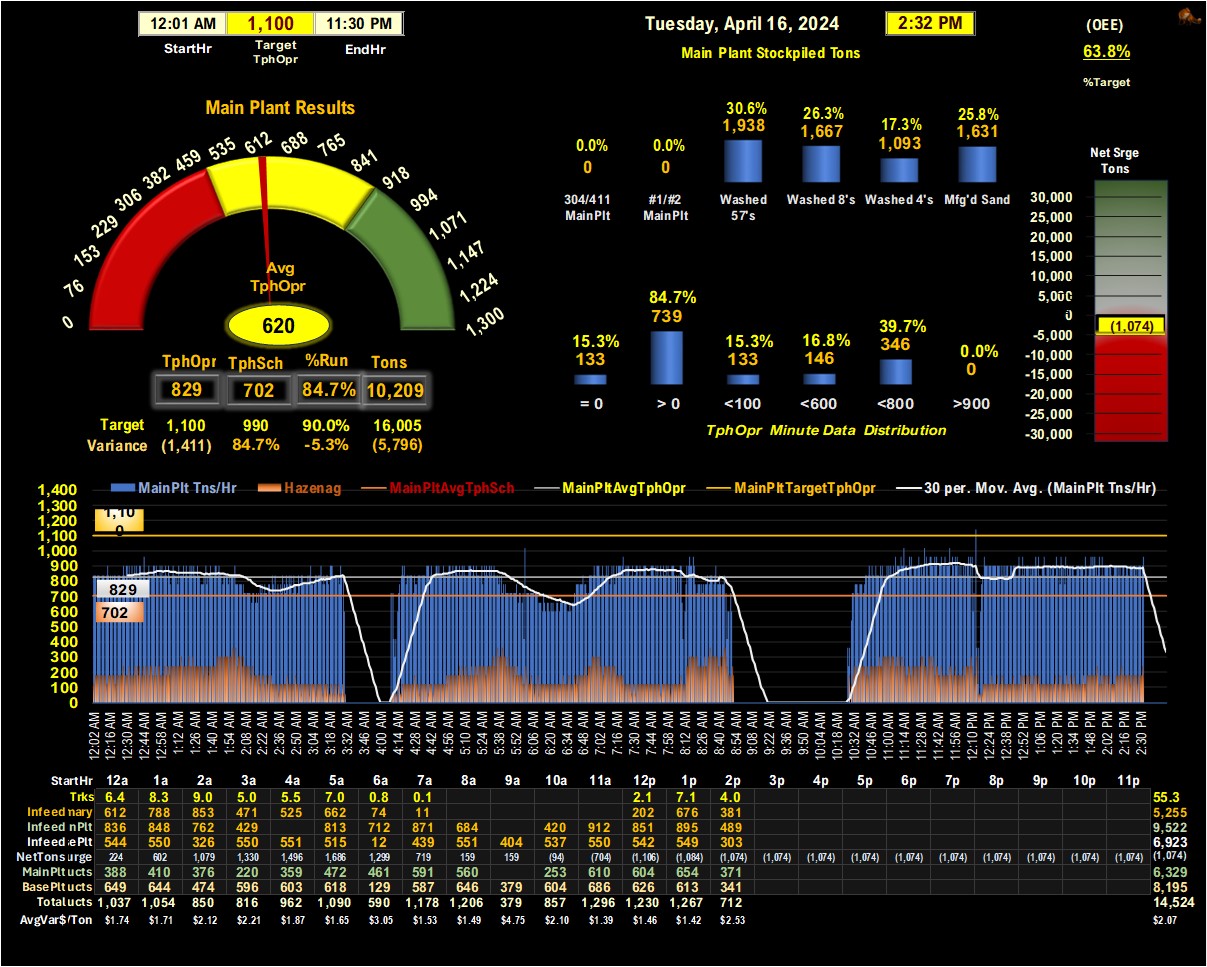 12:01 AM 1,100 11:30 PM
StartHr Target TphOpr EndHr
Tuesday, April 16, 2024 2:32 PM
Main Plant Stockpiled Tons
(OEE)
63.8%
%Target
Main Plant Results
0 76 153 229 306 382 459 535 612 688 765 841 918 994 1,071 1,147 1,224 1,300
Avg
TphOpr
620
TphOpr TphSch %Run Tons
829 702 84.7% 10,209
Target 1,100 990 90.0% 16,005
Variance (1,411) 84.7% -5.3% (5,796)
0.0% 0.0% 30.6% 26.3% 17.3% 25.8%
0 0 1,938 1,667 1,093 1,631
304/411 MainPlt #1/#2 MainPlt Washed 57's Washed 8's Washed 4's Mfg'd Sand
15.3% 84.7% 15.3% 16.8% 39.7% 0.0%
133 739 133 146 346 0
= 0 > 0 <100 <600 <800 >900
TphOpr Minute Data Distribution
Net Srge
Tons
30,000
25,000
20,000
15,000
10,000
5,000
0
-5,000
-10,000
-15,000
-20,000
-25,000
-30,000
(1,074)
MainPlt Tns/Hr Hazenag MainPltAvgTphSch MainPltAvgTphOpr MainPltTargetTphOpr 30 per. Mov. Avg. (MainPlt Tns/Hr)
1,400
1,300
1,200
1,100
1,000
900
800
700
600
500
400
300
200
100
0
1,100
829
702
12:02 AM 12:16 AM 12:30 AM 12:44 AM 12:58 AM 1:12 AM 1:26 AM 1:40 AM 1:54 AM 2:08 AM 2:22 AM 2:36 AM 2:50 AM 3:04 AM 3:18 AM 3:32 AM 3:46 AM 4:00 AM 4:14 AM 4:28 AM 4:42 AM 4:56 AM 5:10 AM 5:24 AM 5:38 AM 5:52 AM 6:06 AM 6:20 AM 6:34 AM 6:48 AM 7:02 AM 7:16 AM 7:30 AM 7:44 AM 7:58 AM 8:12 AM 8:26 AM 8:40 AM 8:54 AM 9:08 AM 9:22 AM 9:36 AM 9:50 AM 10:04 AM 10:18 AM 10:32 AM 10:46 AM 11:00 AM 11:14 AM 11:28 AM 11:42 AM 11:56 AM 12:10 PM 12:24 PM 12:38 PM 12:52 PM 1:06 PM 1:20 PM 1:34 PM 1:48 PM 2:02 PM 2:16 PM 2:30 PM
StartHr 12a 1a 2a 3a 4a 5a 6a 7a 8a 9a 10a 11a 12p 1p 2p 3p 4p 5p 6p 7p 8p 9p 10p 11p
Trks 6.4 8.3 9.0 5.0 5.5 7.0 0.8 0.1 2.1 7.1 4.0 55.3
Infeed mary 612 788 853 471 525 662 74 11 202 676 381 5,255
Infeed nPlt 836 848 762 429 813 712 871 684 420 912 851 895 489 9,522
Infeed ePlt 544 550 326 550 551 515 12 439 551 404 537 550 542 549 303 6,923
NetTons urge 224 602 1,079 1,330 1,496 1,686 1,299 719 159 159 (94) (704) (1,106) (1,084) (1,074) (1,074) (1,074) (1,074) (1,074) (1,074) (1,074) (1,074) (1,074) (1,074) (1,074)
MainPlt ucts 388 410 376 220 359 472 461 591 560 253 610 604 654 371 6,329
BasePlt ucts 649 644 474 596 603 618 129 587 646 379 604 686 626 613 341 8,195
Total ucts 1,037 1,054 850 816 962 1,090 590 1,178 1,206 379 857 1,296 1,230 1,267 712 14,524
AvgVar$/Ton $1.74 $1.71 $2.12 $2.21 $1.87 $1.65 $3.05 $1.53 $1.49 $4.75 $2.10 $1.39 $1.46 $1.42 $2.53 $2.07